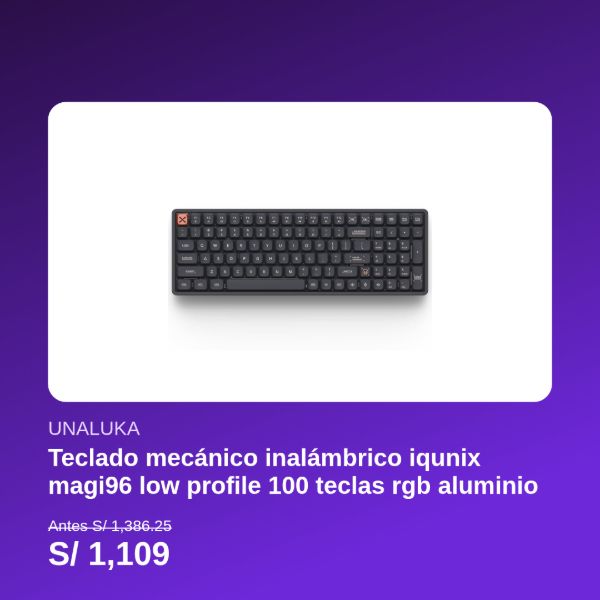 UNALUKA
Teclado mecánico inalámbrico iqunix
magi96 low profile 100 teclas rgb aluminio
Antes S/ 1,386.25
S/ 1,109